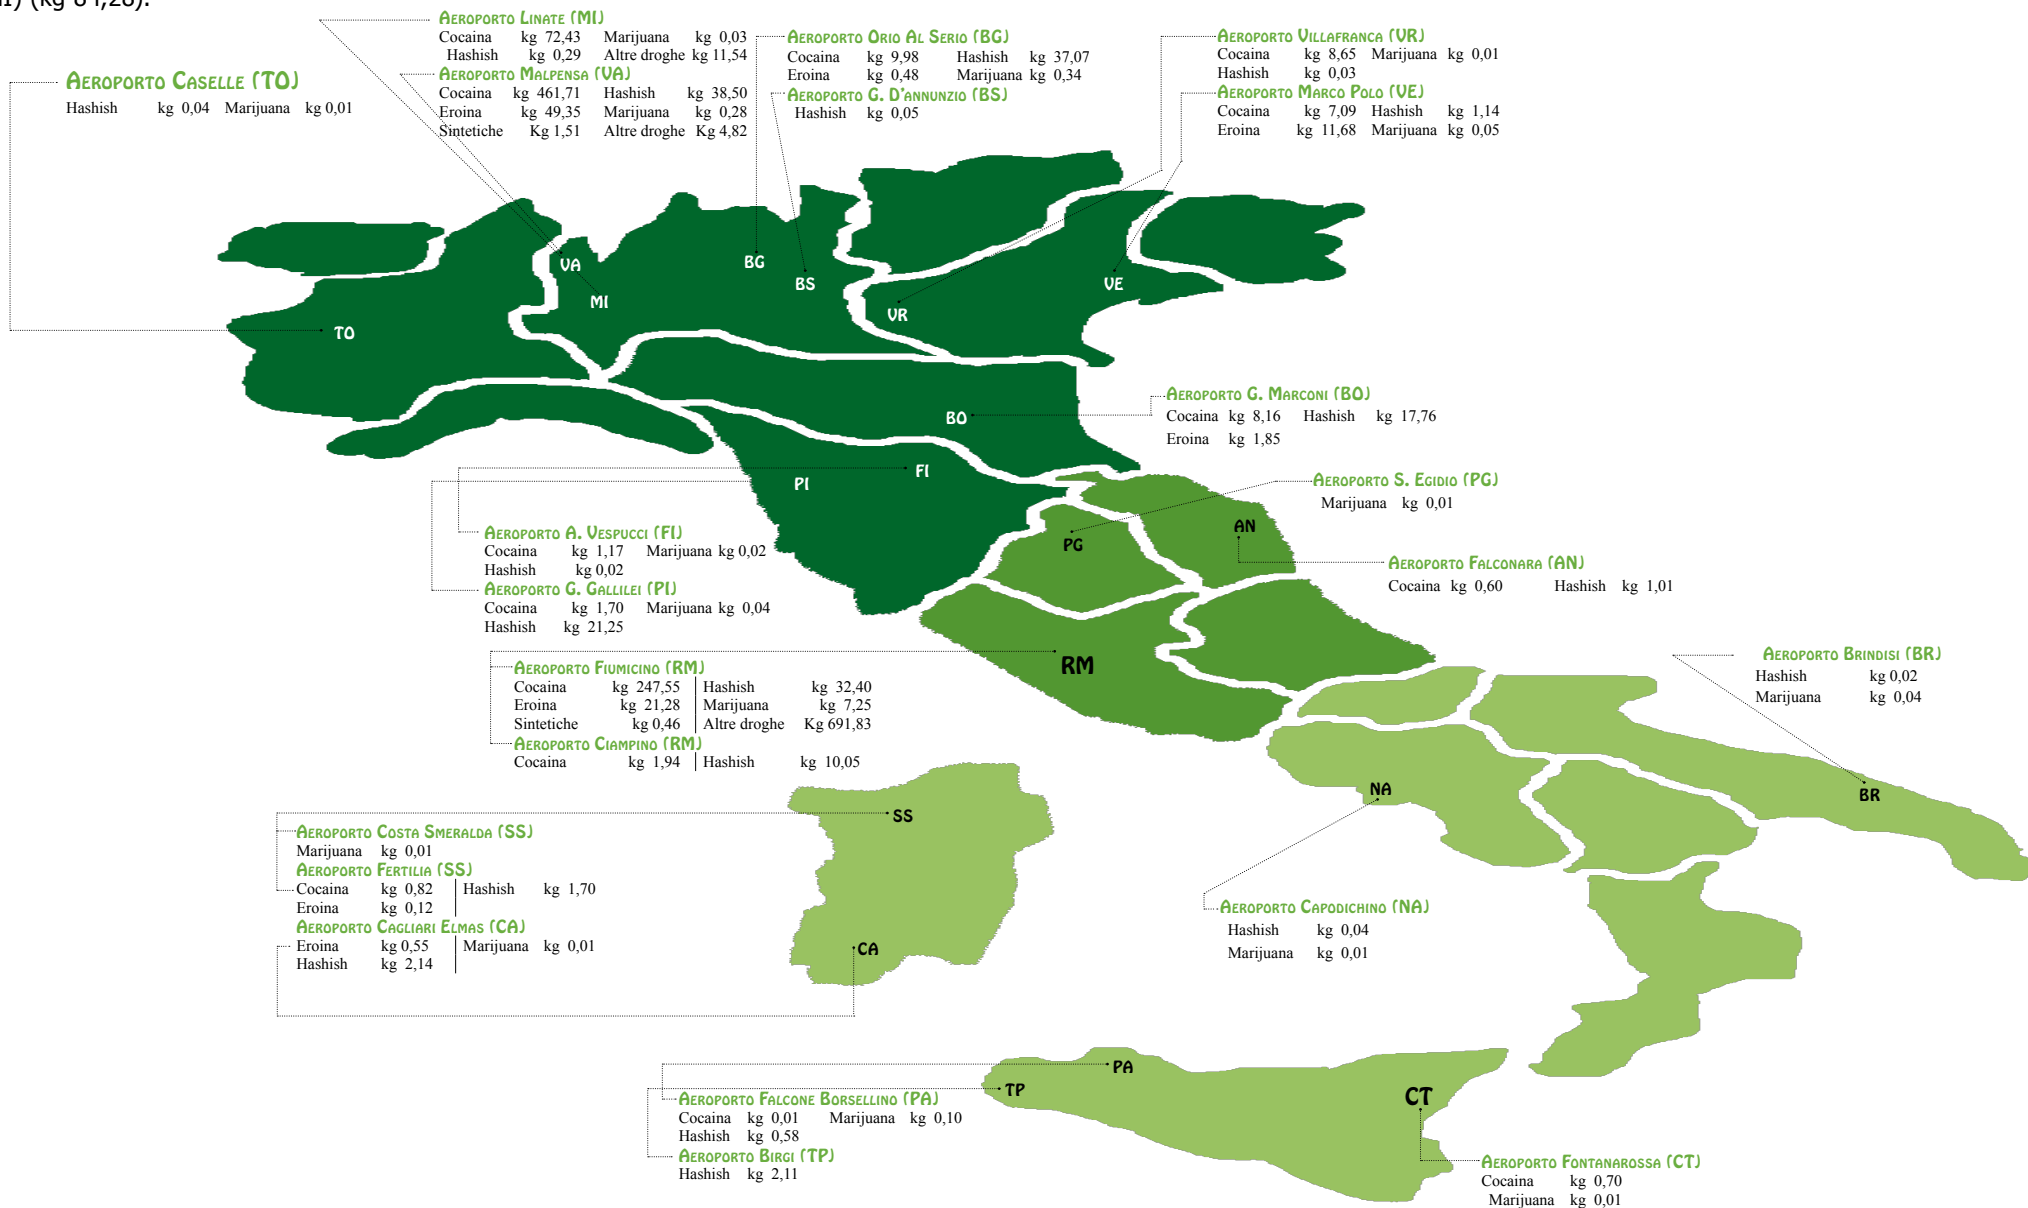 (kg 84,26).
AEROPORTO LINATE (MI)
Cocaina kg 72,43 Marijuana kg 0,03
Hashish kg 0,29 Altre droghe kg 11,54
AEROPORTO MALPENSA (VA)
Cocaina kg 461,71 Hashish kg 38,50
Eroina kg 49,35 Marijuana kg 0,28
Sintetiche Kg 1,51 Altre droghe Kg 4,82
AEROPORTO ORIO AL SERIO (BG)
Cocaina kg 9,98 Hashish kg 37,07
Eroina kg 0,48 Marijuana kg 0,34
AEROPORTO G. D'ANNUNZIO (BS)
Hashish kg 0,05
AEROPORTO VILLAFRANCA (VR)
Cocaina kg 8,65 Marijuana kg 0,01
Hashish kg 0,03
AEROPORTO MARCO POLO (VE)
Cocaina kg 7,09 Hashish kg 1,14
Eroina kg 11,68 Marijuana kg 0,05
AEROPORTO CASELLE (TO)
Hashish kg 0,04 Marijuana kg 0,01
VA
MI
BG
BS
VR
VE
TO
BO
FI
PI
AEROPORTO G. MARCONI (BO)
Cocaina kg 8,16 Hashish kg 17,76
Eroina kg 1,85
AEROPORTO S. EGIDIO (PG)
Marijuana kg 0,01
AN
PG
AEROPORTO A. VESPUCCI (FI)
Cocaina kg 1,17 Marijuana kg 0,02
Hashish kg 0,02
AEROPORTO G. GALLILEI (PI)
Cocaina kg 1,70 Marijuana kg 0,04
Hashish kg 21,25
AEROPORTO FALCONARA (AN)
Cocaina kg 0,60 Hashish kg 1,01
RM
AEROPORTO FIUMICINO (RM)
Cocaina kg 247,55 Hashish kg 32,40
Eroina kg 21,28 Marijuana kg 7,25
Sintetiche kg 0,46 Altre droghe Kg 691,83
AEROPORTO CIAMPINO (RM)
Cocaina kg 1,94 Hashish kg 10,05
AEROPORTO BRINDISI (BR)
Hashish kg 0,02
Marijuana kg 0,04
NA
BR
SS
CA
AEROPORTO COSTA SMERALDA (SS)
Marijuana kg 0,01
AEROPORTO FERTILIA (SS)
Cocaina kg 0,82 Hashish kg 1,70
Eroina kg 0,12
AEROPORTO CAGLIARI ELMAS (CA)
Eroina kg 0,55 Marijuana kg 0,01
Hashish kg 2,14
AEROPORTO CAPODICHINO (NA)
Hashish kg 0,04
Marijuana kg 0,01
PA
TP
CT
AEROPORTO FALCONE BORSELLINO (PA)
Cocaina kg 0,01 Marijuana kg 0,10
Hashish kg 0,58
AEROPORTO BIRGI (TP)
Hashish kg 2,11
AEROPORTO FONTANAROSSA (CT)
Cocaina kg 0,70
Marijuana kg 0,01